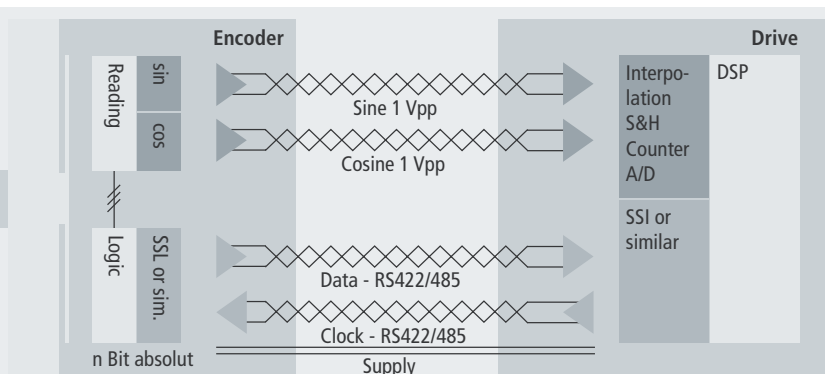 Encoder
Drive
Reading
sin
cos
Sine 1 Vpp
Cosine 1 Vpp
Interpo-
lation
S&H
Counter
A/D
DSP
Logic
SSL or sim.
Data - RS422/485
Clock - RS422/485
SSI or
similar
n Bit absolut
Supply